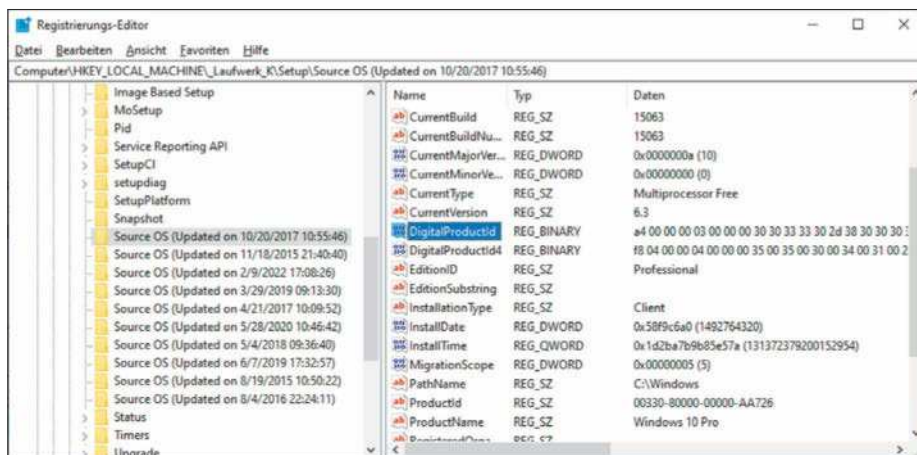 Registrierungs-Editor
Datei Bearbeiten Ansicht Favoriten Hilfe
Computer\HKEY_LOCAL_MACHINE\_Laufwerk_K\Setup\Source OS (Updated on 10/20/2017 10:55:46)
Image Based Setup
MoSetup
Pid
Service Reporting API
SetupCl
setupdiag
SetupPlatform
Snapshot
Source OS (Updated on 10/20/2017 10:55:46)
Source OS (Updated on 11/18/2015 21:40:40)
Source OS (Updated on 2/9/2022 17:08:26)
Source OS (Updated on 3/29/2019 09:13:30)
Source OS (Updated on 4/21/2017 10:09:52)
Source OS (Updated on 5/28/2020 10:46:42)
Source OS (Updated on 5/4/2018 09:36:40)
Source OS (Updated on 6/7/2019 17:32:57)
Source OS (Updated on 8/19/2015 10:50:22)
Source OS (Updated on 8/4/2016 22:24:11)
Status
Timers
Upgrade
Name Typ Daten
CurrentBuild REG_SZ 15063
CurrentBuildNu... REG_SZ 15063
CurrentMajorVer... REG_DWORD 0x0000000a (10)
CurrentMinorVe... REG_DWORD 0x00000000 (0)
CurrentType REG_SZ Multiprocessor Free
CurrentVersion REG_SZ 6.3
DigitalProductId REG_BINARY a4 00 00 00 03 00 00 00 30 30 33 33 30 2d 38 30 30 30
DigitalProductId4 REG_BINARY f8 04 00 00 04 00 00 00 35 00 35 00 30 00 34 00 31 00 2
EditionID REG_SZ Professional
EditionSubstring REG_SZ
InstallationType REG_SZ Client
InstallDate REG_DWORD 0x58f9c6a0 (1492764320)
InstallTime REG_QWORD 0x1d2ba7b9b85e57a (131372379200152954)
MigrationScope REG_DWORD 0x00000005 (5)
PathName REG_SZ C:\Windows
ProductId REG_SZ 00330-80000-00000-AA726
ProductName REG_SZ Windows 10 Pro